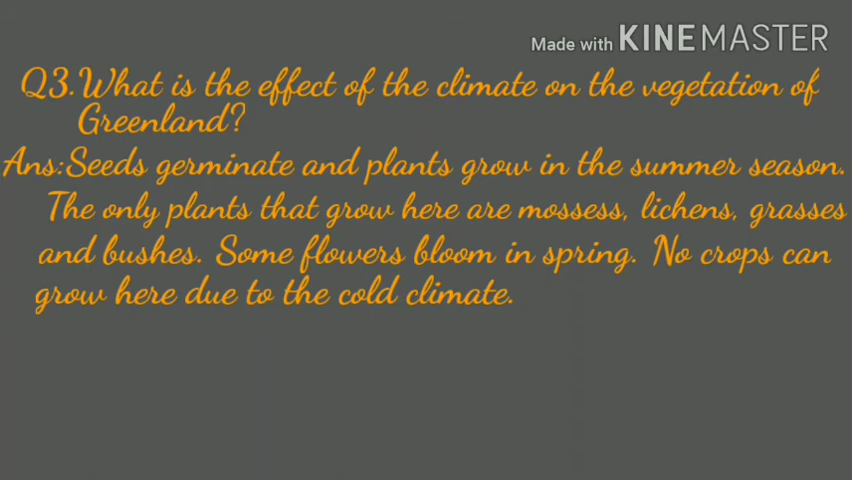 Made with KINEMASTER
Q3.What is the effect of the climate on the vegetation of
Greenland?
Ans:Seeds germinate and plants grow in the summer season.
The only plants that grow here are mossess, lichens, grasses
and bushes. Some flowers bloom in spring. No crops can
grow here due to the cold climate.